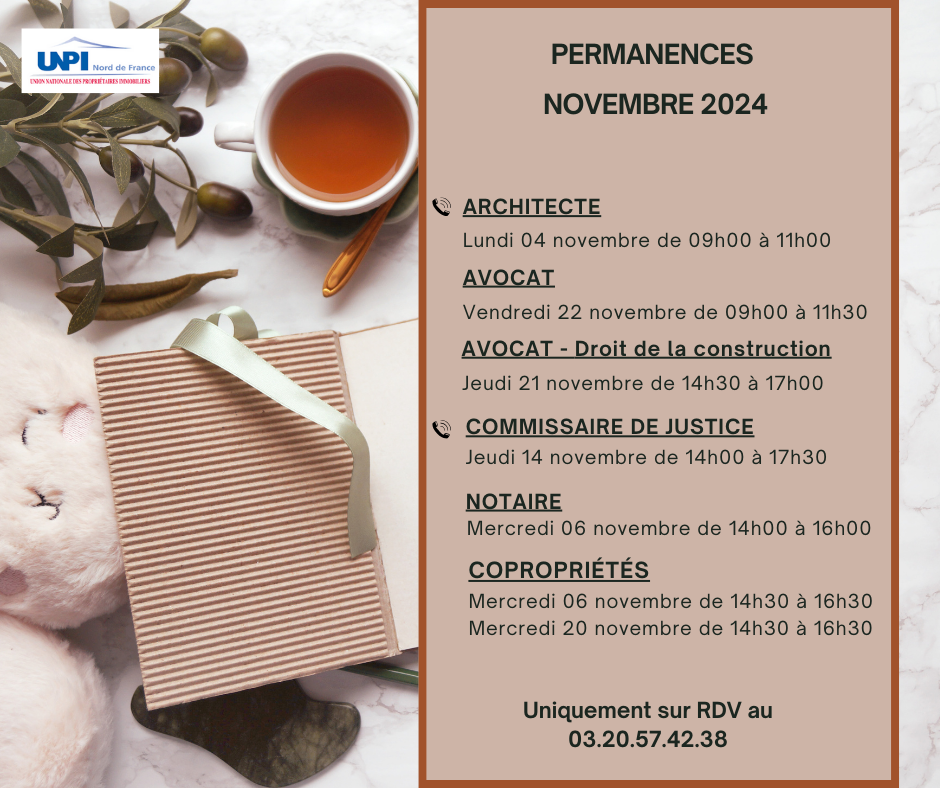 UNPI Nord de France
UNION NATIONALE DES PROPRIÉTAIRES IMMOBILIERS
PERMANENCES
NOVEMBRE 2024
ARCHITECTE
Lundi 04 novembre de 09h00 à 11h00
AVOCAT
Vendredi 22 novembre de 09h00 à 11h30
AVOCAT - Droit de la construction
Jeudi 21 novembre de 14h30 à 17h00
COMMISSAIRE DE JUSTICE
Jeudi 14 novembre de 14h00 à 17h30
NOTAIRE
Mercredi 06 novembre de 14h00 à 16h00
COPROPRIÉTÉS
Mercredi 06 novembre de 14h30 à 16h30
Mercredi 20 novembre de 14h30 à 16h30
Uniquement sur RDV au
03.20.57.42.38